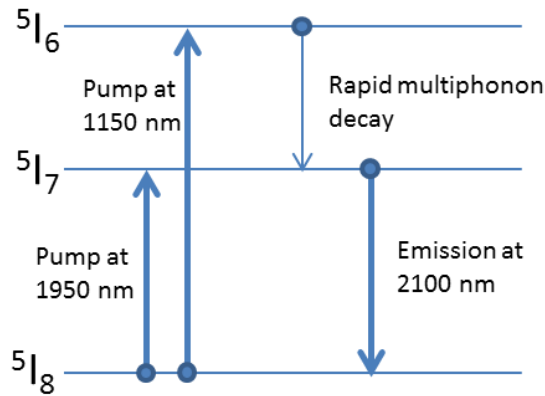 ⁵I₆
Pump at
1150 nm
Rapid multiphonon
decay
⁵I₇
Pump at
1950 nm
Emission at
2100 nm
⁵I₈